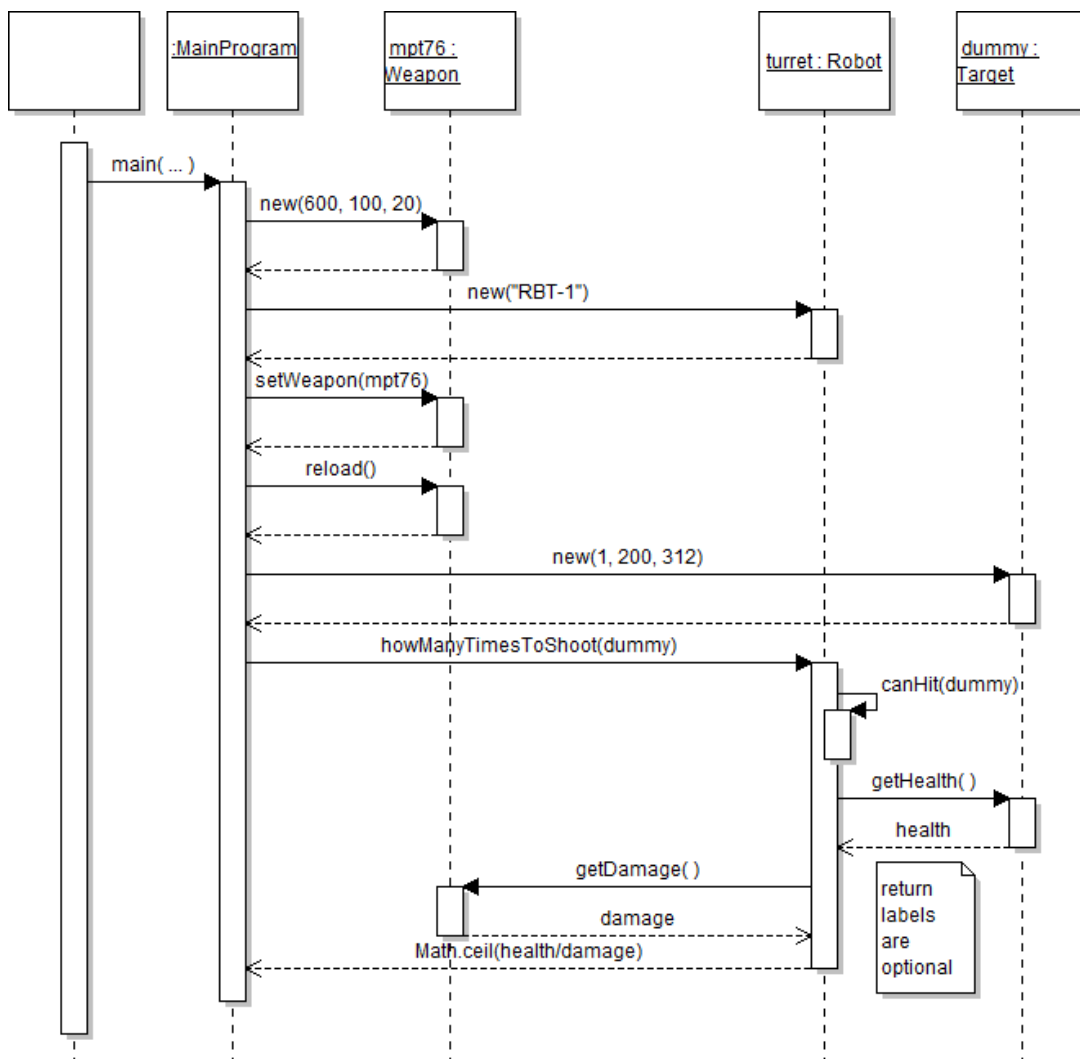 :MainProgram
mpt76 :
Weapon
turret : Robot
dummy :
Target
main( ... )
new(600, 100, 20)
new("RBT-1")
setWeapon(mpt76)
reload()
new(1, 200, 312)
howManyTimesToShoot(dummy)
canHit(dummy)
getHealth( )
health
getDamage( )
return
labels
are
optional
damage
Math.ceil(health/damage)